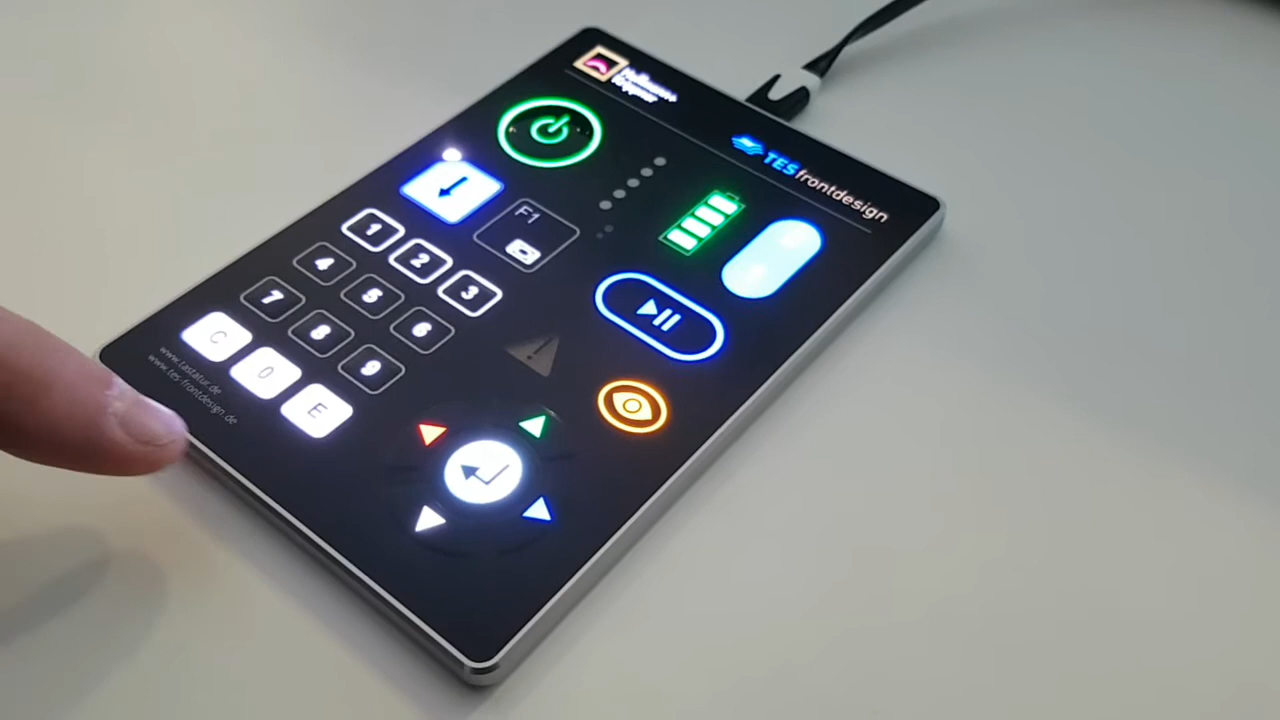 TES frontdesign
F1
1 2 3
4 5 6
7 8 9
C 0 E
www.tastatur.de
www.tes-frontdesign.de